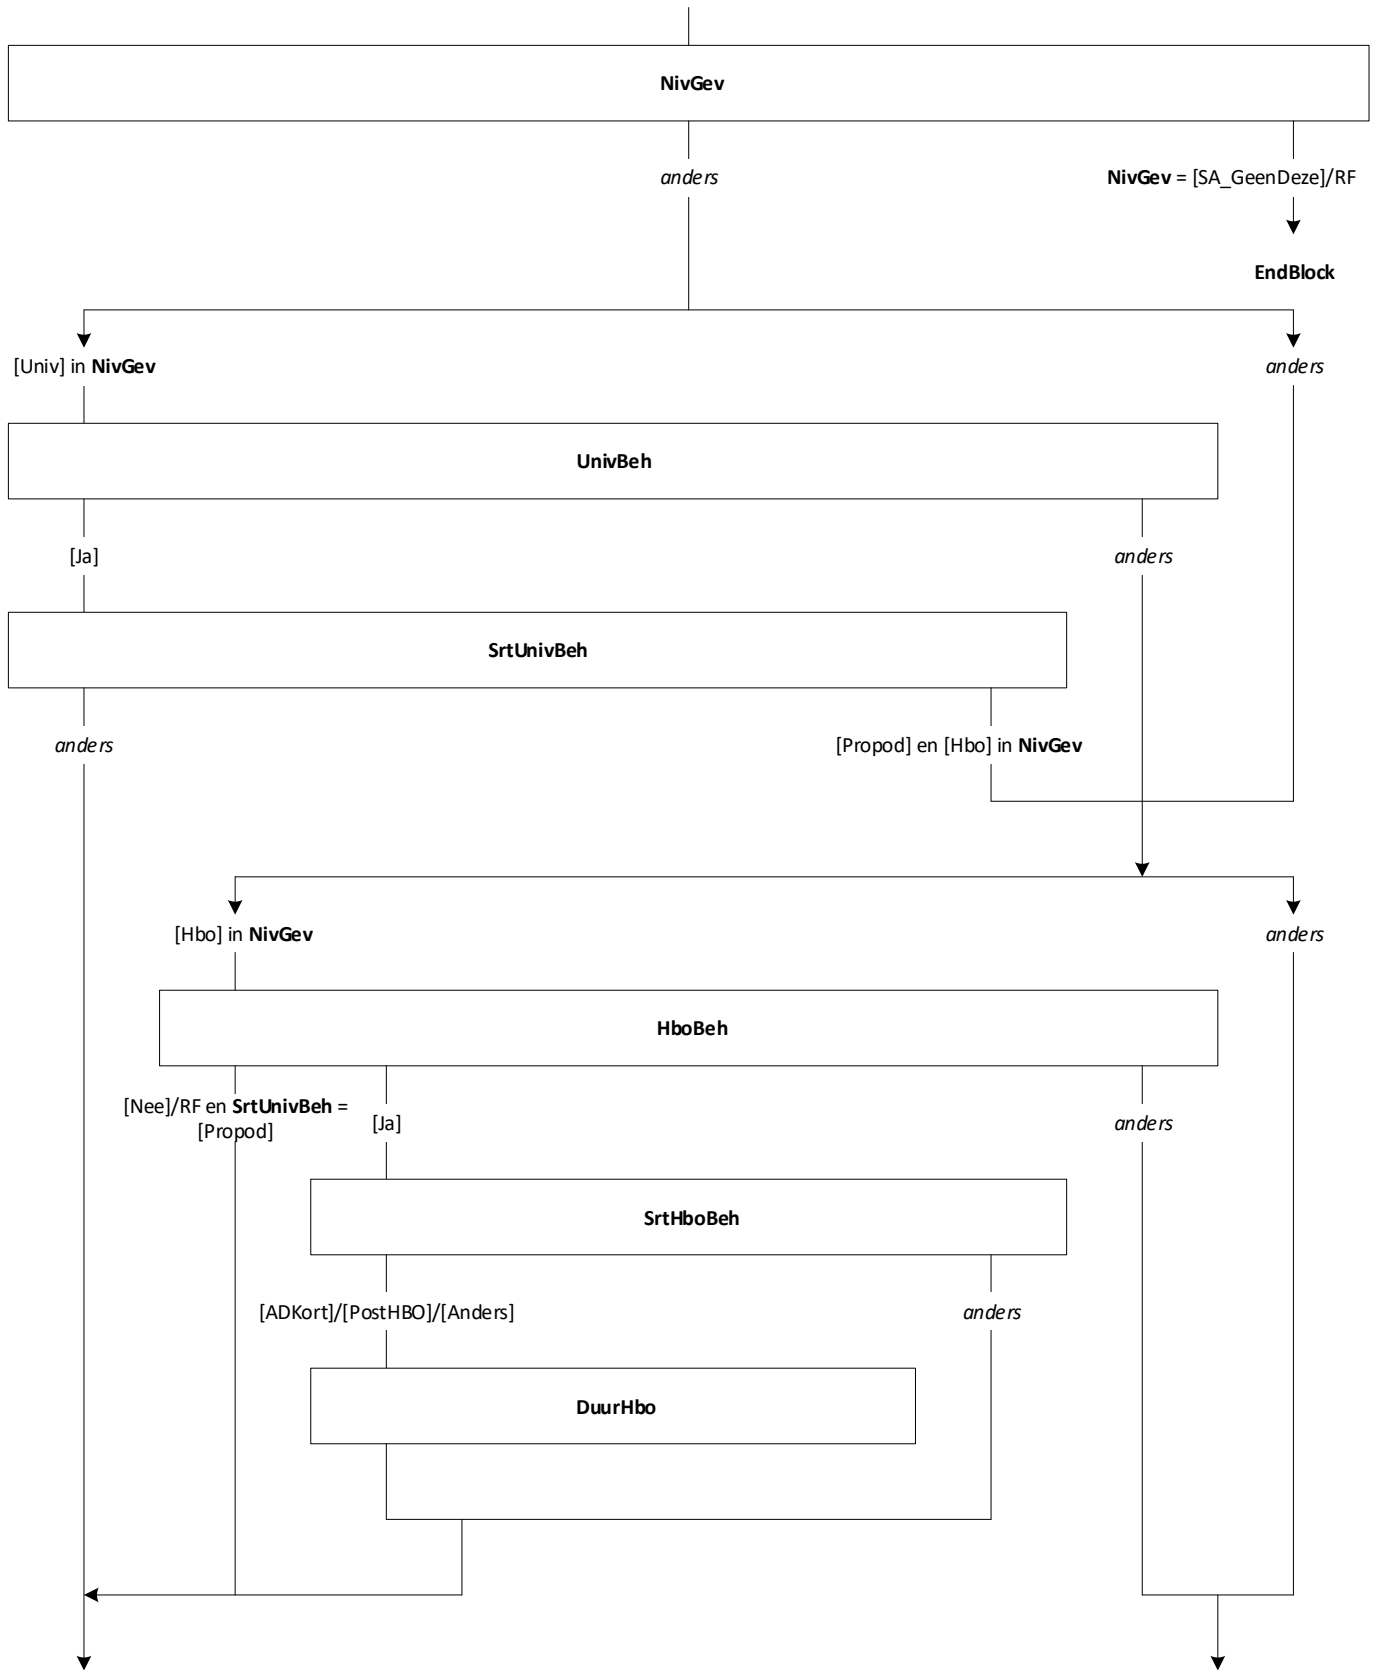 NivGev
anders
NivGev = [SA_GeenDeze]/RF
EndBlock
[Univ] in NivGev
anders
UnivBeh
[Ja]
anders
SrtUnivBeh
anders
[Propod] en [Hbo] in NivGev
[Hbo] in NivGev
anders
HboBeh
[Nee]/RF en SrtUnivBeh =
[Propod]
[Ja]
anders
SrtHboBeh
[ADKort]/[PostHBO]/[Anders]
anders
DuurHbo